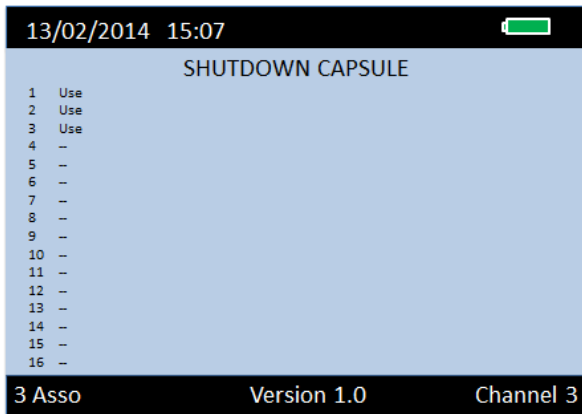 13/02/2014 15:07
SHUTDOWN CAPSULE
1 Use
2 Use
3 Use
4 --
5 --
6 --
7 --
8 --
9 --
10 --
11 --
12 --
13 --
14 --
15 --
16 --
3 Asso Version 1.0 Channel 3